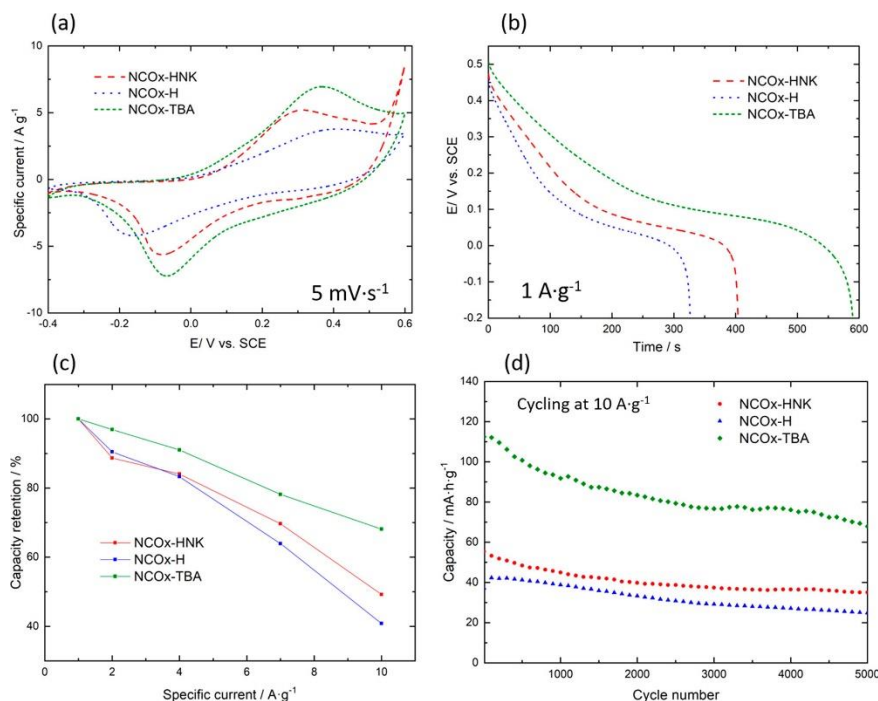 (a)
10
5
0
-5
-10
Specific current / A g⁻¹
NCOx-HNK
NCOx-H
NCOx-TBA
5 mV·s⁻¹
-0.4
-0.2
0.0
0.2
0.4
0.6
E/ V vs. SCE
(b)
0.5
0.4
0.3
0.2
0.1
0.0
-0.1
-0.2
E/ V vs. SCE
NCOx-HNK
NCOx-H
NCOx-TBA
1 A·g⁻¹
0
100
200
300
400
500
600
Time / s
(c)
100
80
60
40
Capacity retention / %
NCOx-HNK
NCOx-H
NCOx-TBA
0
2
4
6
8
10
Specific current / A·g⁻¹
(d)
140
120
100
80
60
40
20
0
Capacity / mA·h·g⁻¹
Cycling at 10 A·g⁻¹
NCOx-HNK
NCOx-H
NCOx-TBA
1000
2000
3000
4000
5000
Cycle number